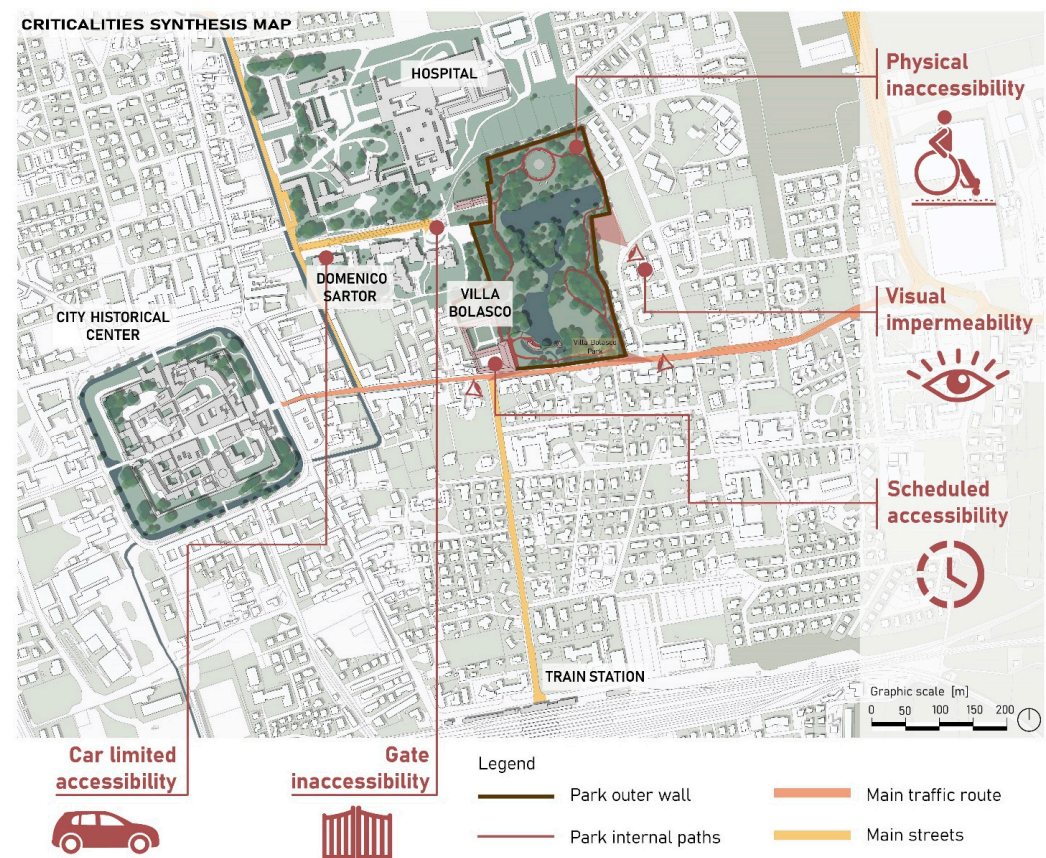 CRITICALITIES SYNTHESIS MAP
HOSPITAL
Physical
inaccessibility
DOMENICO
SARTOR
VILLA
BOLASCO
CITY HISTORICAL
CENTER
Visual
impermeability
Villa Bolasco
Park
Scheduled
accessibility
TRAIN STATION
Graphic scale [m]
0 50 100 150 200
Car limited
accessibility
Gate
inaccessibility
Legend
Park outer wall
Main traffic route
Park internal paths
Main streets